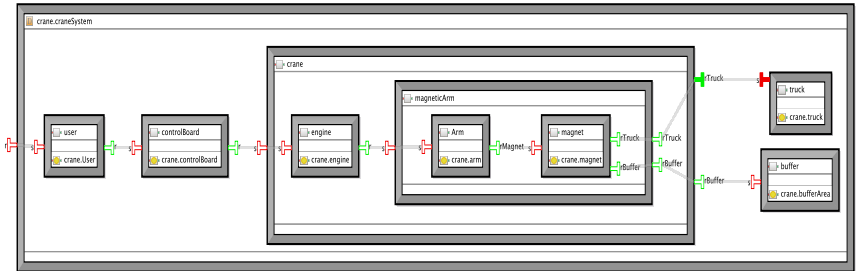 crane.craneSystem
crane
rTruck
s
truck
crane.truck
magneticArm
user
crane.User
controlBoard
crane.controlBoard
engine
crane.engine
Arm
crane.arm
magnet
crane.magnet
rTruck
rTruck
r
s
r
s
r
s
s
r
s
s
rMagnet
s
rBuffer
rBuffer
rBuffer
s
buffer
crane.bufferArea